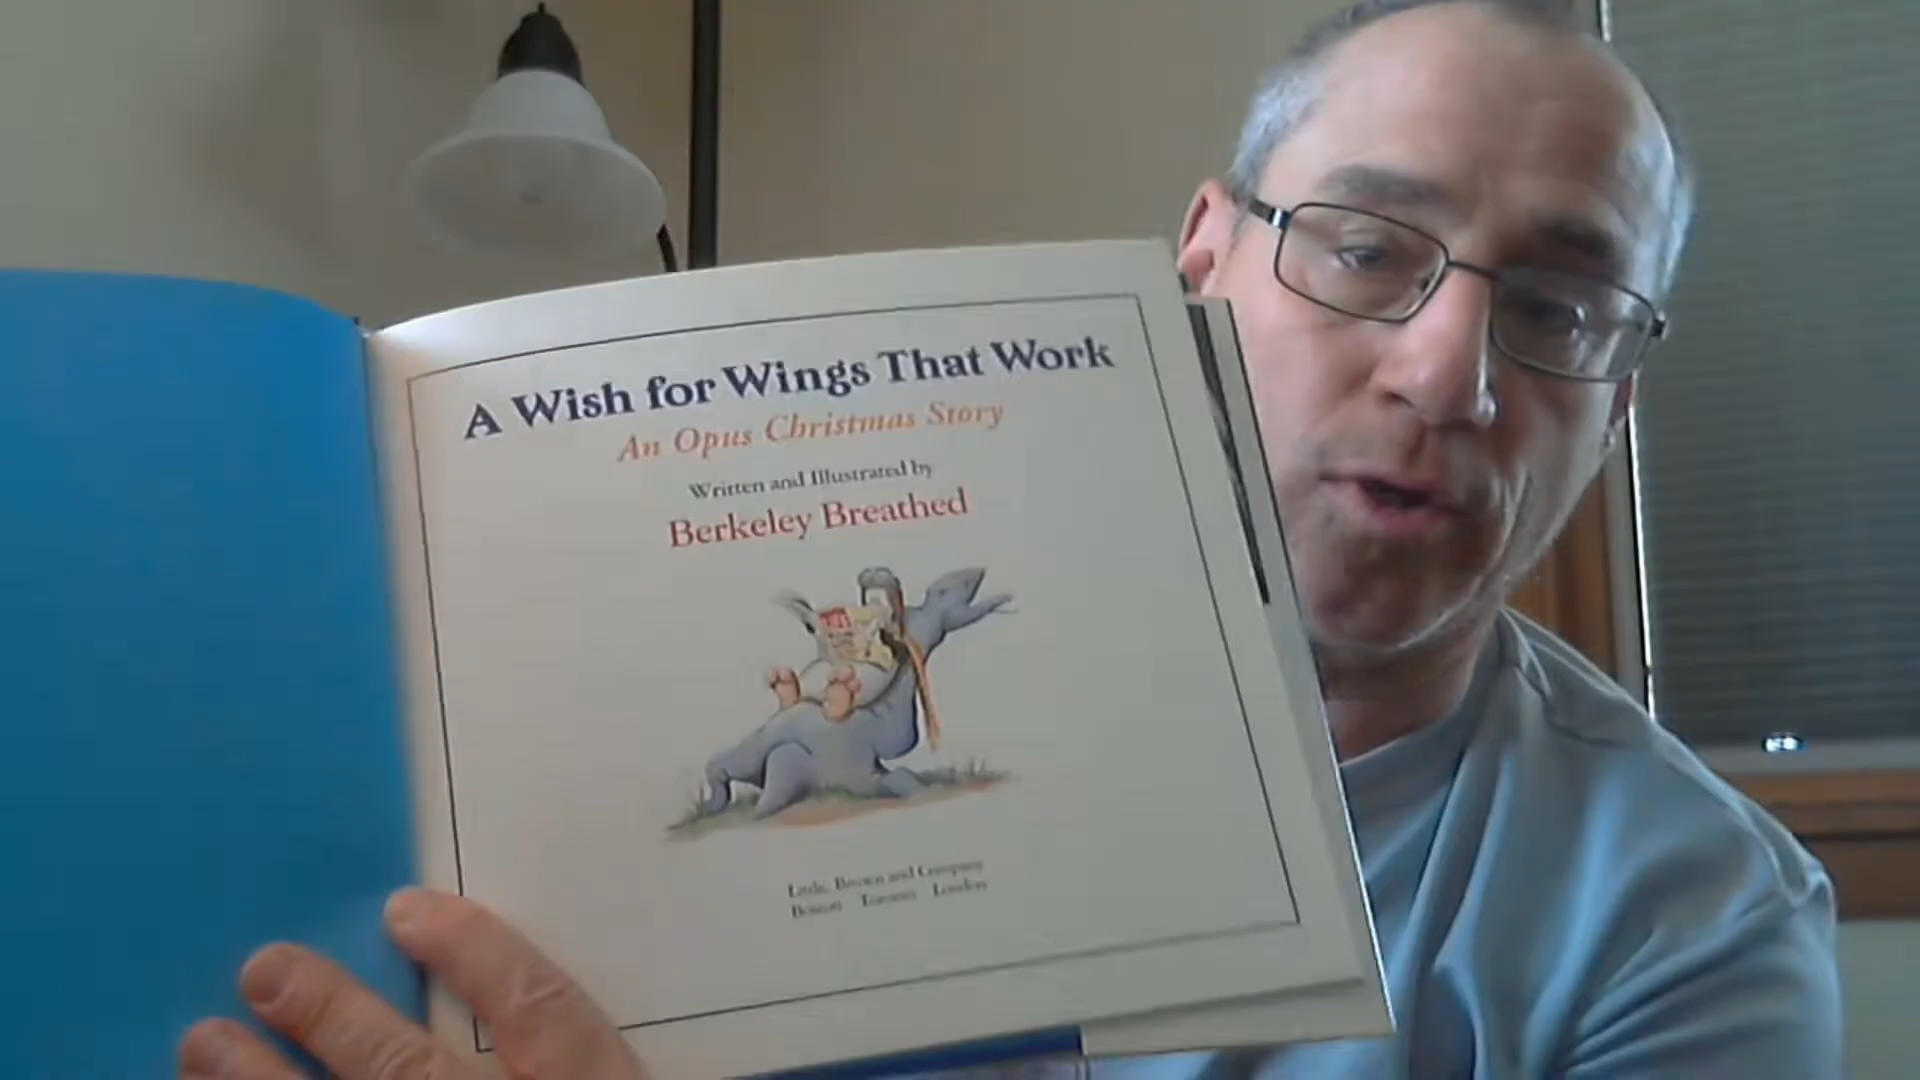 A Wish for Wings That Work
An Opus Christmas Story
Written and Illustrated by
Berkeley Breathed
Little, Brown and Company
Boston Toronto London